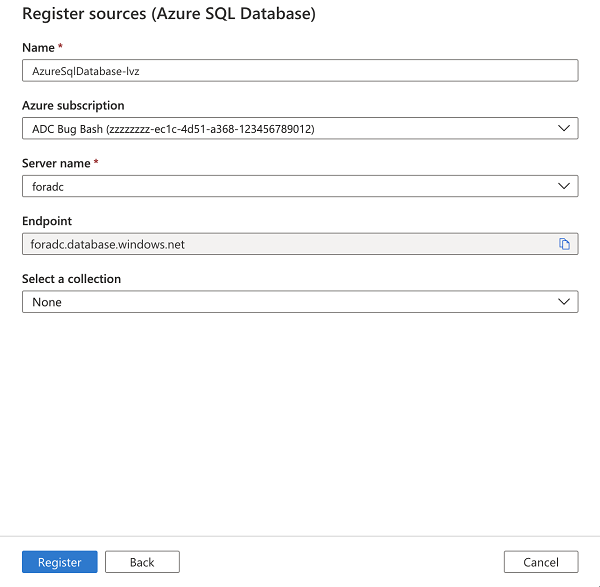 Register sources (Azure SQL Database)
Name *
AzureSqlDatabase-lvz
Azure subscription
ADC Bug Bash (zzzzzzzz-ec1c-4d51-a368-123456789012)
Server name *
foradc
Endpoint
foradc.database.windows.net
Select a collection
None
Register Back Cancel